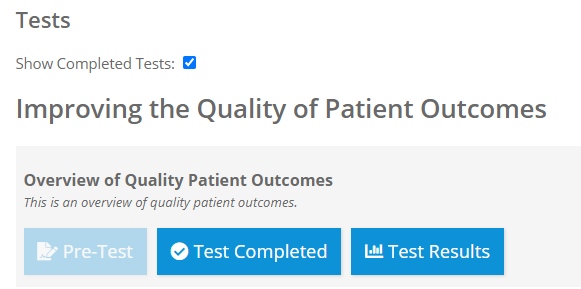 Tests
Show Completed Tests:
Improving the Quality of Patient Outcomes
Overview of Quality Patient Outcomes
This is an overview of quality patient outcomes.
Pre-Test Test Completed Test Results